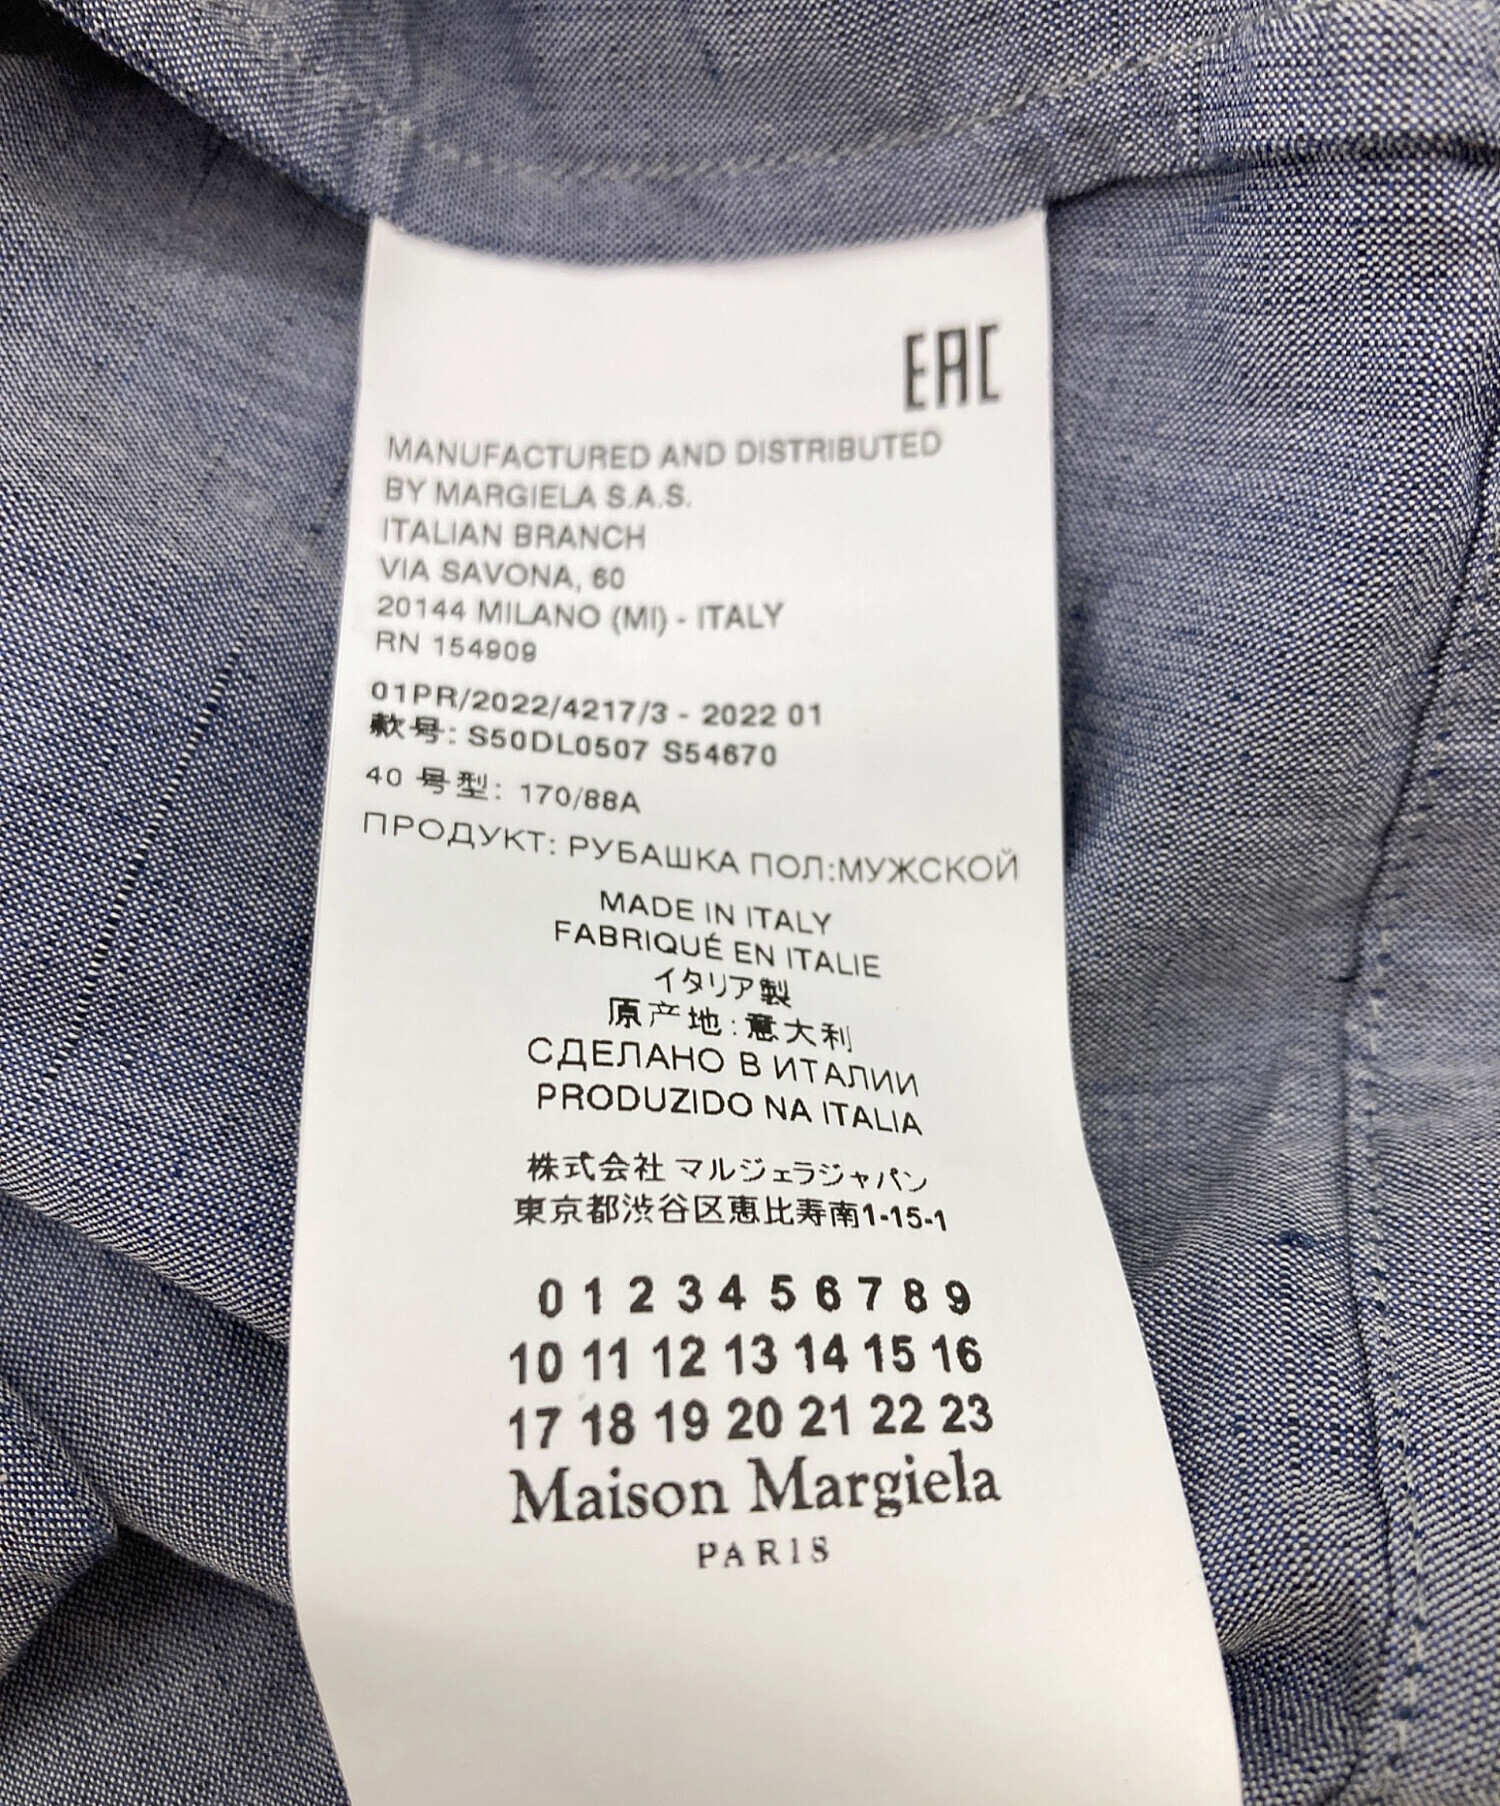 EAC
MANUFACTURED AND DISTRIBUTED
BY MARGIELA S.A.S.
ITALIAN BRANCH
VIA SAVONA, 60
20144 MILANO (MI) - ITALY
RN 154909
01PR/2022/4217/3 - 2022 01
款号: S50DL0507 S54670
40 号型: 170/88A
ПРОДУКТ: РУБАШКА ПОЛ:МУЖСКОЙ
MADE IN ITALY
FABRIQUÉ EN ITALIE
イタリア製
原产地:意大利
СДЕЛАНО В ИТАЛИИ
PRODUZIDO NA ITALIA
株式会社 マルジェラジャパン
東京都渋谷区恵比寿南1-15-1
0 1 2 3 4 5 6 7 8 9
10 11 12 13 14 15 16
17 18 19 20 21 22 23
Maison Margiela
PARIS